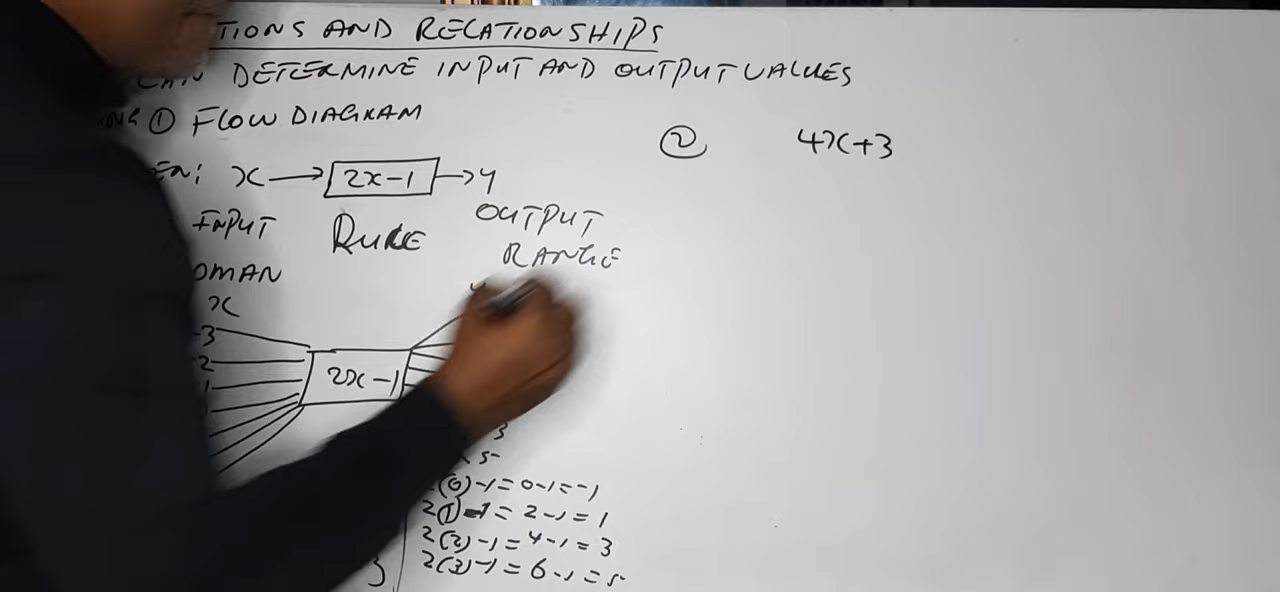 TIONS AND RELATIONSHIPS
CAN DETERMINE INPUT AND OUTPUT VALUES
① FLOW DIAGRAM
EN: x → 2x-1 → y
INPUT RULE OUTPUT
OMAN RANGE
x
-3
2
1
2x-1
3
5
2(0)-1=0-1=-1
2(1)-1=2-1=1
2(2)-1=4-1=3
2(3)-1=6-1=5
3
② 4x+3